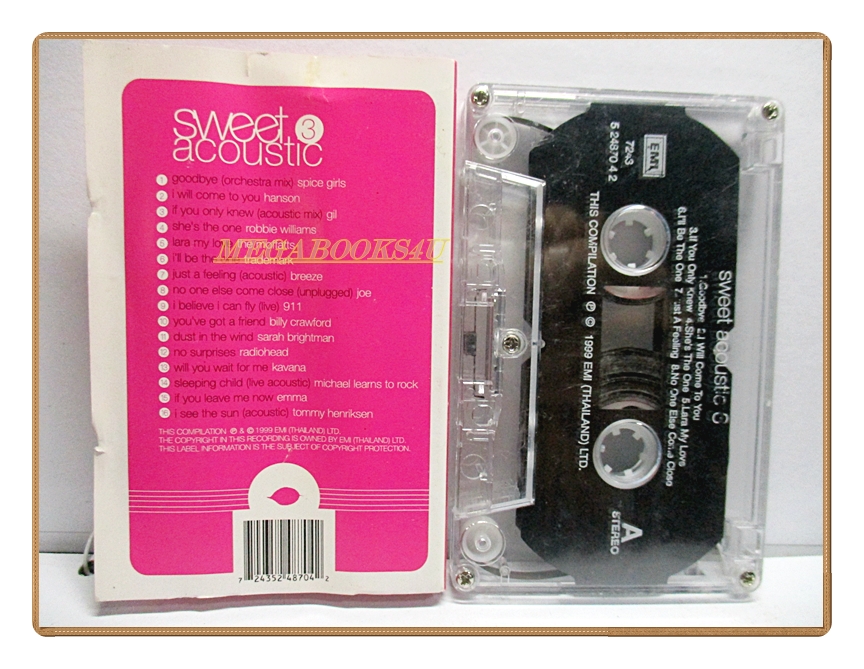 sweet 3
acoustic
1 goodbye (orchestra mix) spice girls
2 i will come to you hanson
3 if you only knew (acoustic mix) gil
4 she's the one robbie williams
5 lara my love the moffatts
6 i'll be the trademark
7 just a feeling (acoustic) breeze
8 no one else come close (unplugged) joe
9 i believe i can fly (live) 911
10 you've got a friend billy crawford
11 dust in the wind sarah brightman
12 no surprises radiohead
13 will you wait for me kavana
14 sleeping child (live acoustic) michael learns to rock
15 if you leave me now emma
16 i see the sun (acoustic) tommy henriksen
MEGABOOKS4U
THIS COMPILATION ℗ & © 1999 EMI (THAILAND) LTD.
THE COPYRIGHT IN THIS RECORDING IS OWNED BY EMI (THAILAND) LTD.
THIS LABEL INFORMATION IS THE SUBJECT OF COPYRIGHT PROTECTION.
7 24352 48704 2
sweet acoustic 3
1.Goodbye 2.I Will Come To You
3.If You Only Knew 4.She's The One 5.Lara My Love
6.I'll Be The One 7.Just A Feeling 8.No One Else Come Close
EMI
7243
5 24870 4 2
THIS COMPILATION ℗ © 1999 EMI (THAILAND) LTD.
A
STEREO